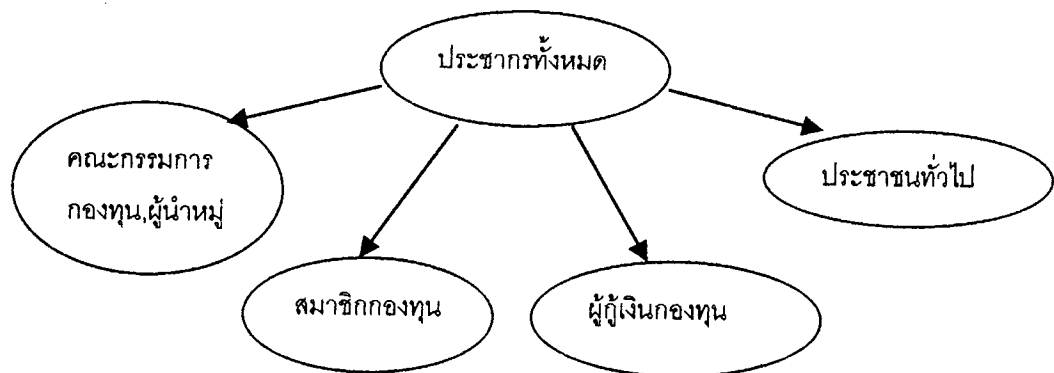 ประชากรทั้งหมด
คณะกรรมการ
กองทุน,ผู้นำหมู่
ประชาชนทั่วไป
สมาชิกกองทุน
ผู้กู้เงินกองทุน